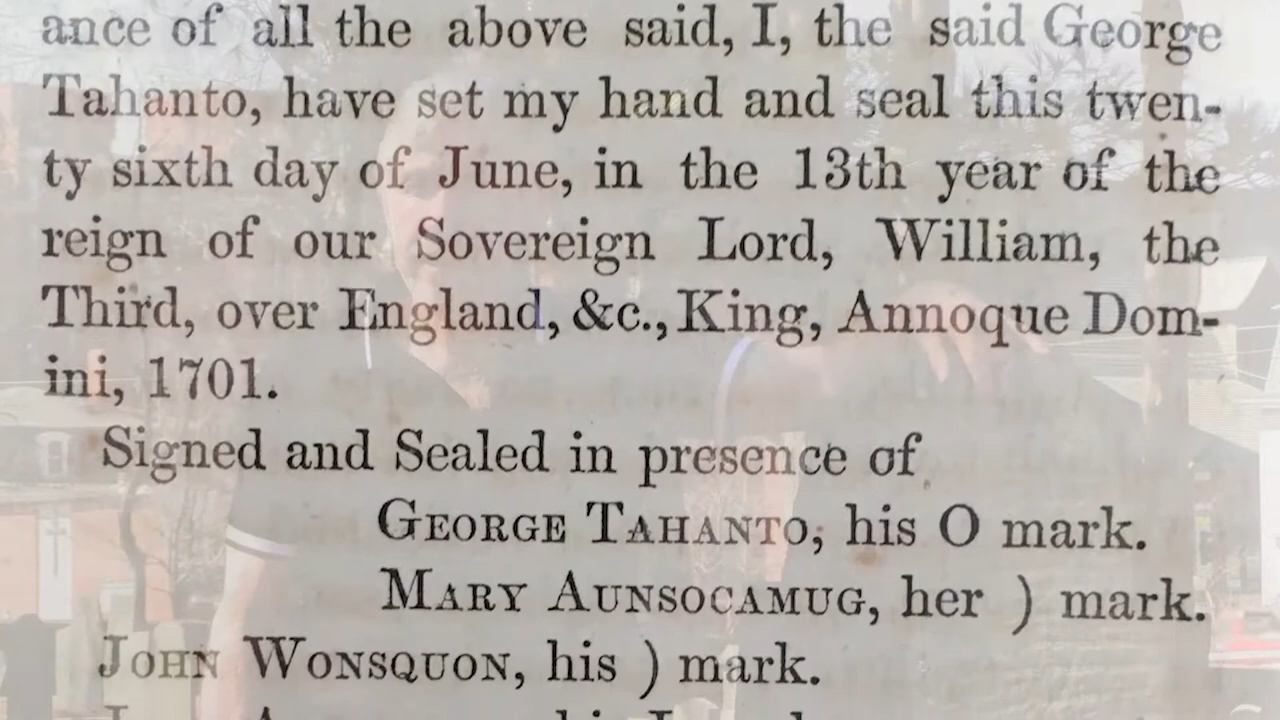 ance of all the above said, I, the said George
Tahanto, have set my hand and seal this twen-
ty sixth day of June, in the 13th year of the
reign of our Sovereign Lord, William, the
Third, over England, &c., King, Annoque Dom-
ini, 1701.
Signed and Sealed in presence of
GEORGE TAHANTO, his O mark.
MARY AUNSOCAMUG, her ) mark.
JOHN WONSQUON, his ) mark.